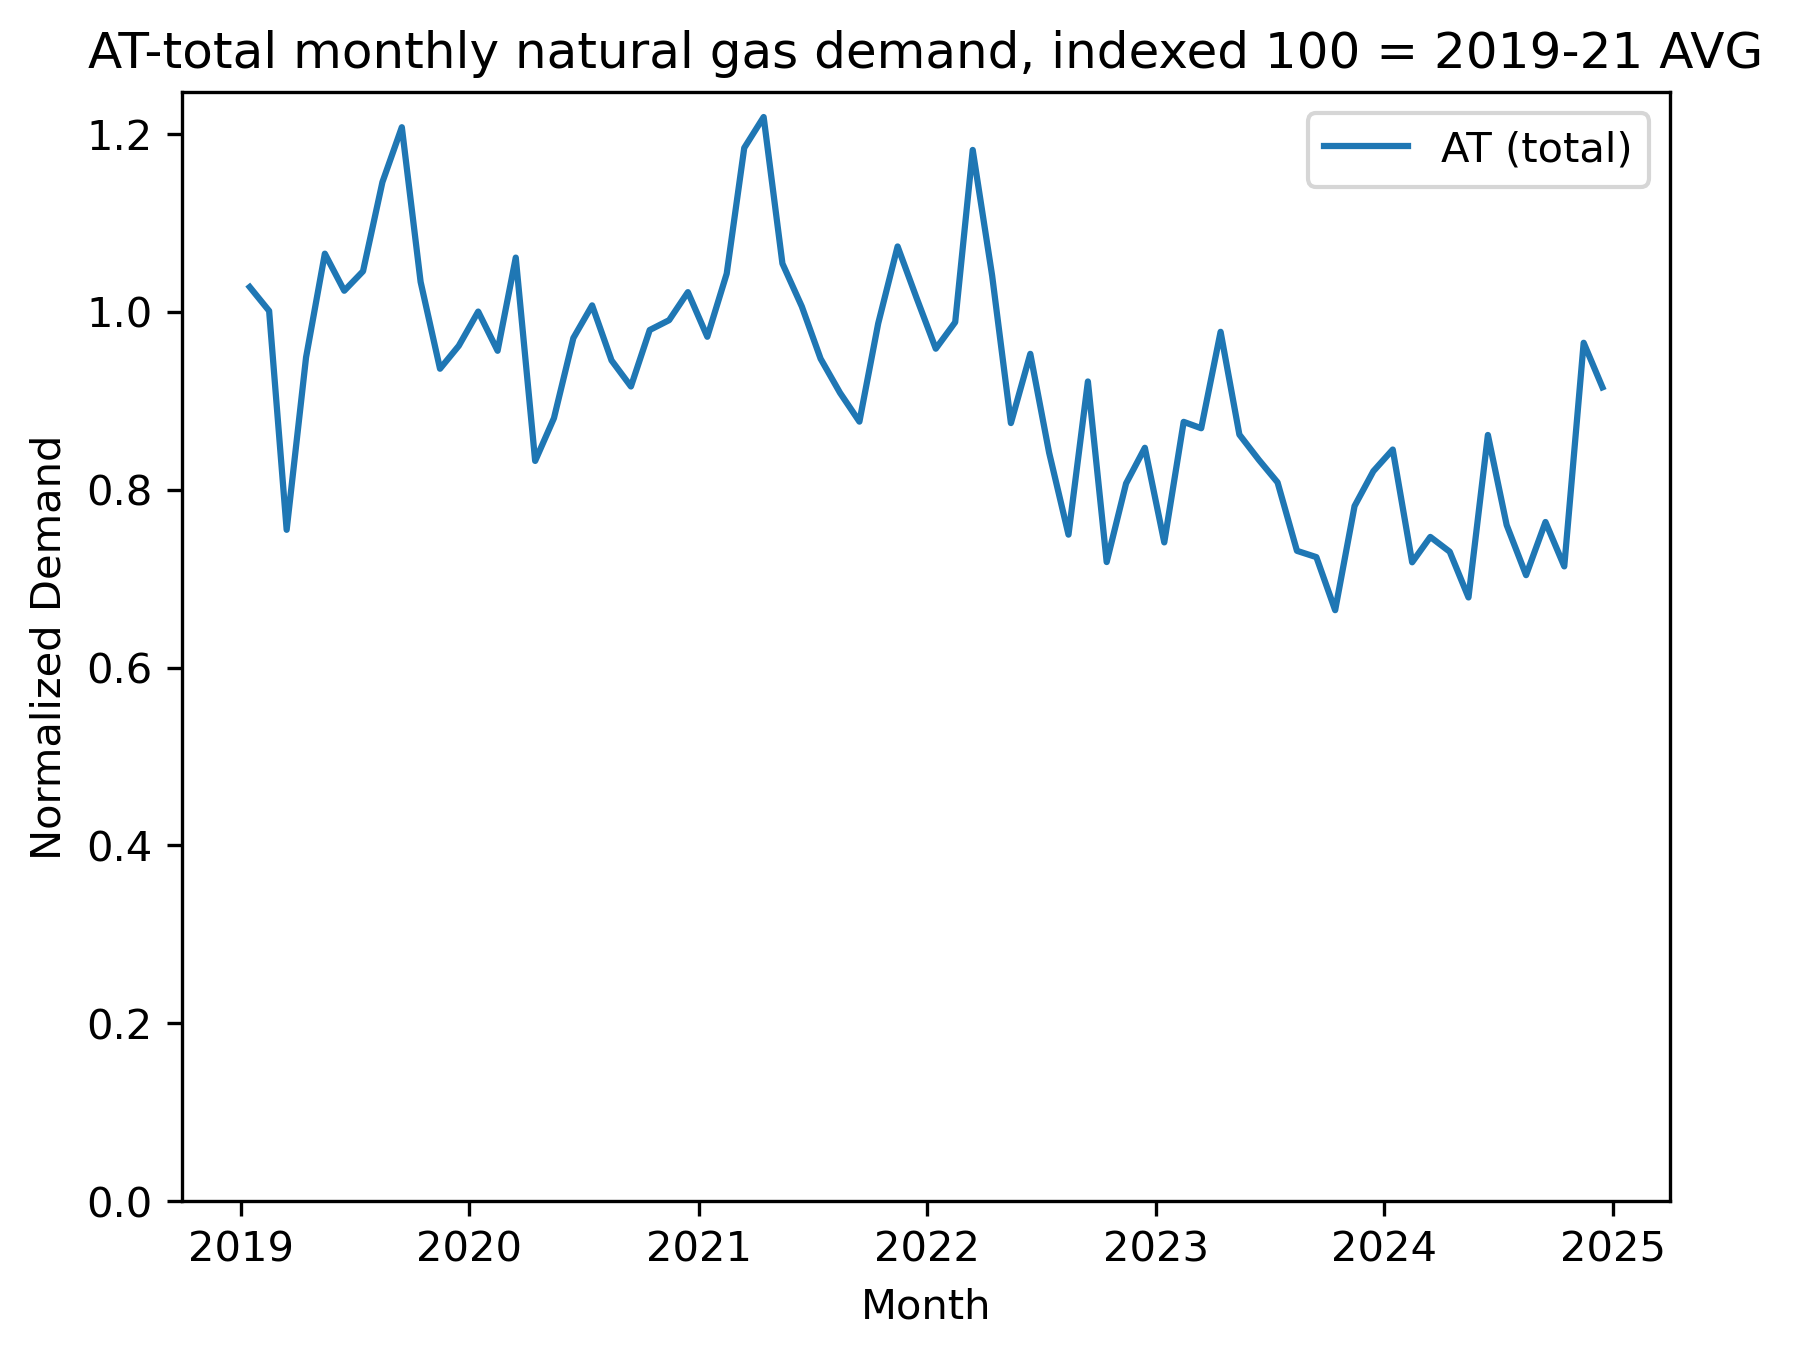 AT-total monthly natural gas demand, indexed 100 = 2019-21 AVG
AT (total)
1.2
1.0
0.8
0.6
0.4
0.2
0.0
Normalized Demand
2019 2020 2021 2022 2023 2024 2025
Month